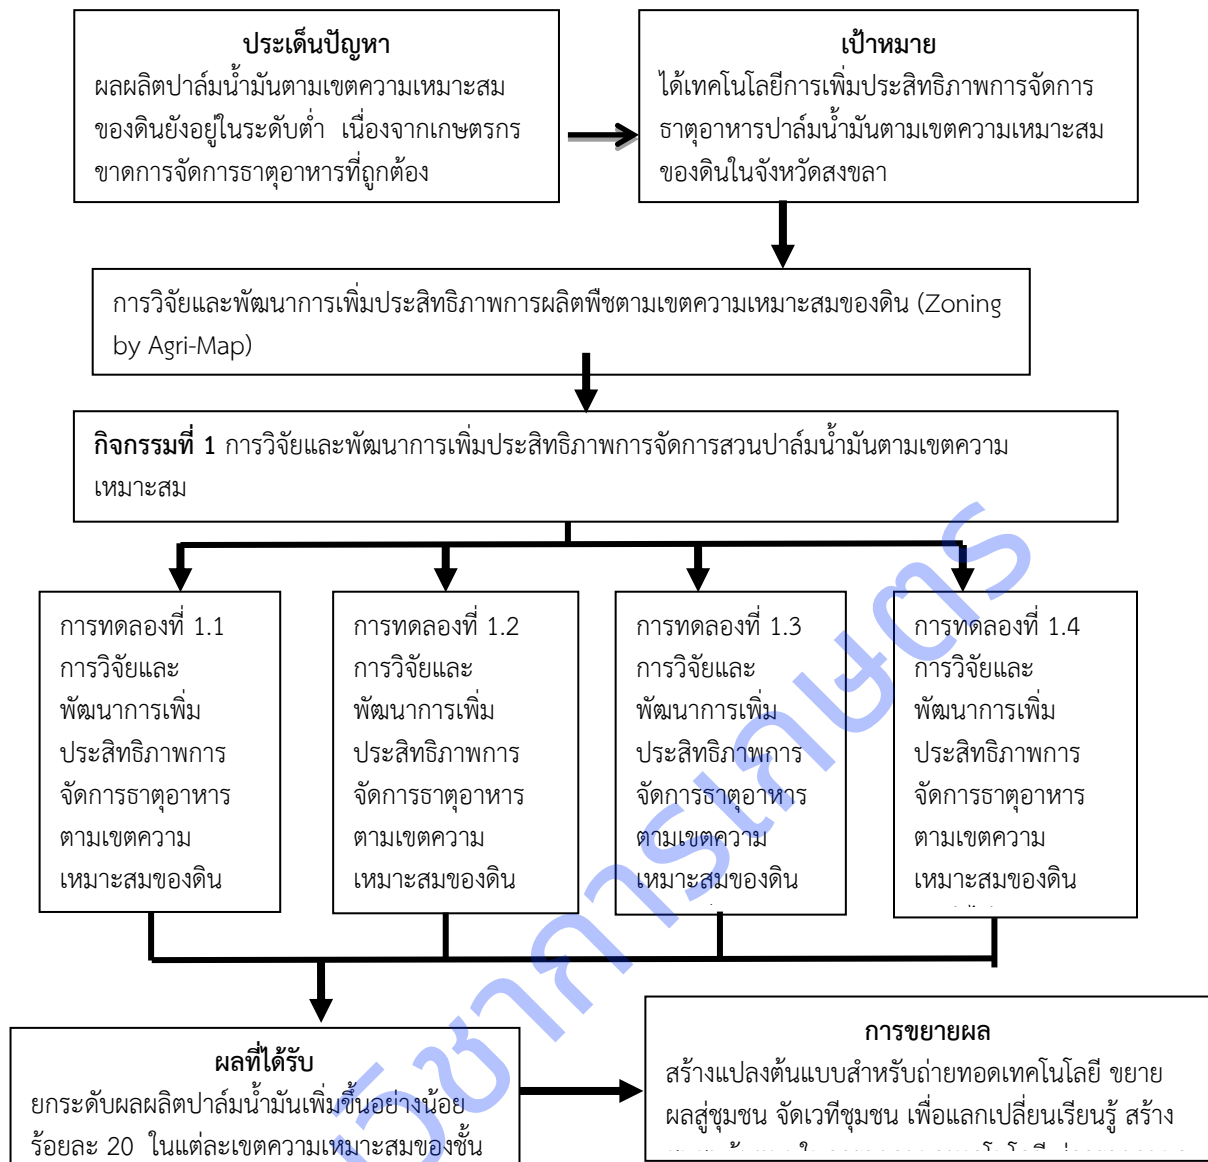 ประเด็นปัญหา
ผลผลิตปาล์มน้ำมันตามเขตความเหมาะสม
ของดินยังอยู่ในระดับต่ำ เนื่องจากเกษตรกร
ขาดการจัดการธาตุอาหารที่ถูกต้อง
เป้าหมาย
ได้เทคโนโลยีการเพิ่มประสิทธิภาพการจัดการ
ธาตุอาหารปาล์มน้ำมันตามเขตความเหมาะสม
ของดินในจังหวัดสงขลา
การวิจัยและพัฒนาการเพิ่มประสิทธิภาพการผลิตพืชตามเขตความเหมาะสมของดิน (Zoning
by Agri-Map)
กิจกรรมที่ 1 การวิจัยและพัฒนาการเพิ่มประสิทธิภาพการจัดการสวนปาล์มน้ำมันตามเขตความ
เหมาะสม
การทดลองที่ 1.1
การวิจัยและ
พัฒนาการเพิ่ม
ประสิทธิภาพการ
จัดการธาตุอาหาร
ตามเขตความ
เหมาะสมของดิน
การทดลองที่ 1.2
การวิจัยและ
พัฒนาการเพิ่ม
ประสิทธิภาพการ
จัดการธาตุอาหาร
ตามเขตความ
เหมาะสมของดิน
การทดลองที่ 1.3
การวิจัยและ
พัฒนาการเพิ่ม
ประสิทธิภาพการ
จัดการธาตุอาหาร
ตามเขตความ
เหมาะสมของดิน
การทดลองที่ 1.4
การวิจัยและ
พัฒนาการเพิ่ม
ประสิทธิภาพการ
จัดการธาตุอาหาร
ตามเขตความ
เหมาะสมของดิน
ผลที่ได้รับ
ยกระดับผลผลิตปาล์มน้ำมันเพิ่มขึ้นอย่างน้อย
ร้อยละ 20 ในแต่ละเขตความเหมาะสมของชั้น
การขยายผล
สร้างแปลงต้นแบบสำหรับถ่ายทอดเทคโนโลยี ขยาย
ผลสู่ชุมชน จัดเวทีชุมชน เพื่อแลกเปลี่ยนเรียนรู้ สร้าง
วิชาการเกษตร